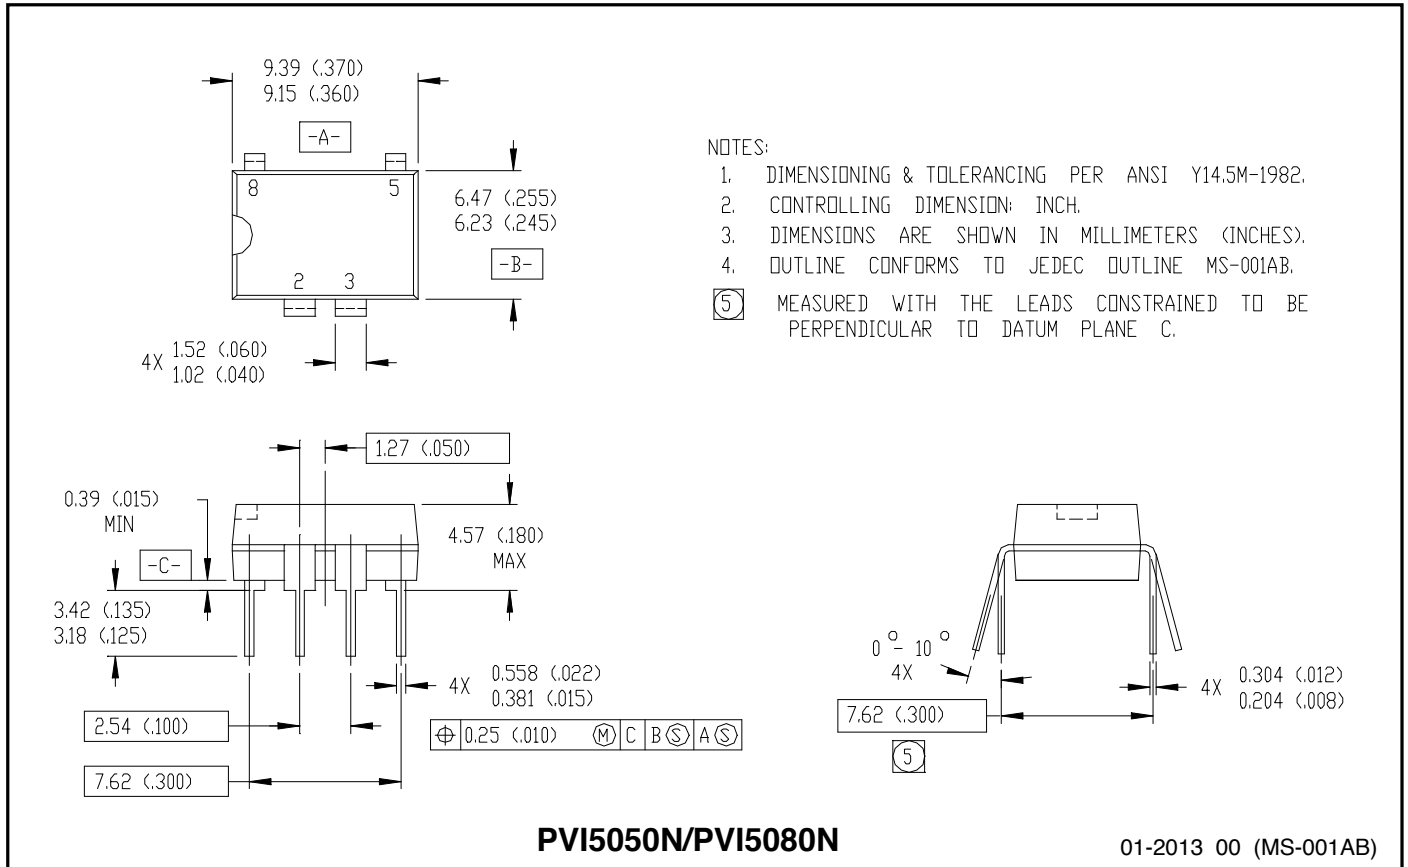 9.39 (.370)
9.15 (.360)
-A-
8
5
6.47 (.255)
6.23 (.245)
-B-
2
3
4X 1.52 (.060)
1.02 (.040)
NOTES:
1. DIMENSIONING & TOLERANCING PER ANSI Y14.5M-1982.
2. CONTROLLING DIMENSION: INCH.
3. DIMENSIONS ARE SHOWN IN MILLIMETERS (INCHES).
4. OUTLINE CONFORMS TO JEDEC OUTLINE MS-001AB.
5 MEASURED WITH THE LEADS CONSTRAINED TO BE
PERPENDICULAR TO DATUM PLANE C.
1.27 (.050)
0.39 (.015)
MIN
4.57 (.180)
MAX
-C-
3.42 (.135)
3.18 (.125)
4X 0.558 (.022)
0.381 (.015)
2.54 (.100)
⌖ 0.25 (.010) Ⓜ C B Ⓢ A Ⓢ
7.62 (.300)
0° - 10°
4X
4X 0.304 (.012)
0.204 (.008)
7.62 (.300)
5
PVI5050N/PVI5080N
01-2013 00 (MS-001AB)